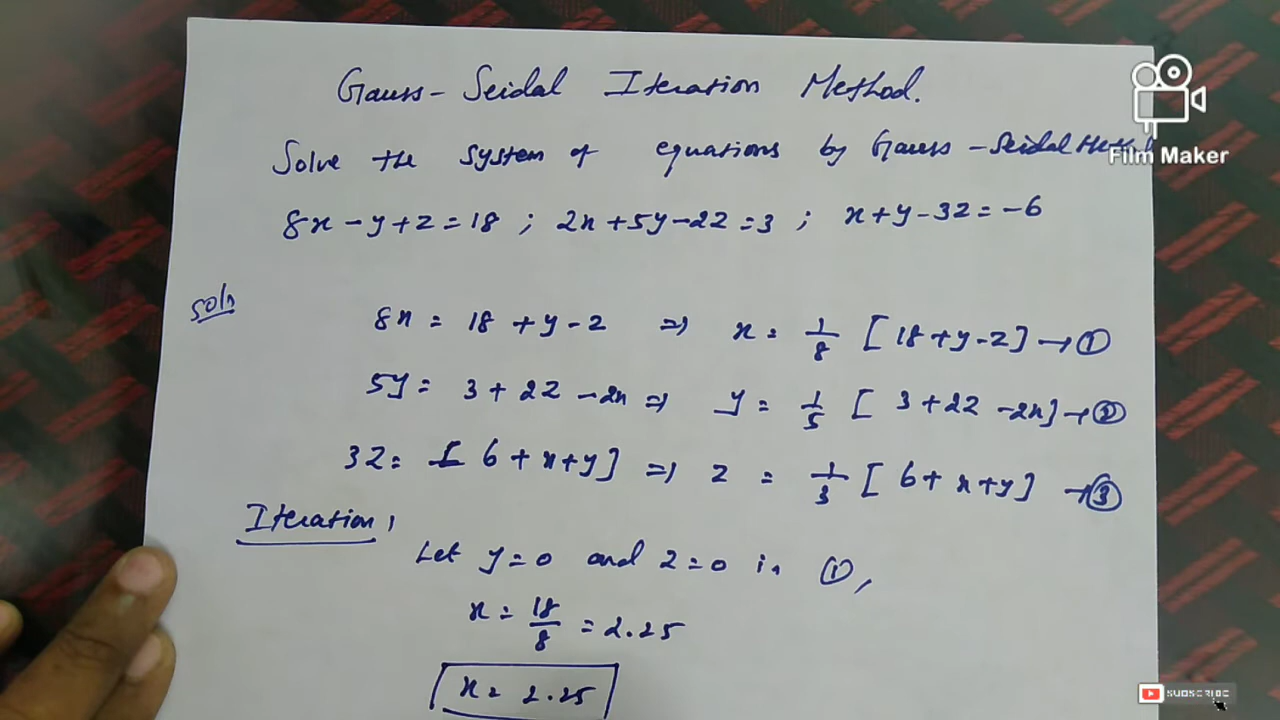 Gauss-Seidal Iteration Method.
Film Maker
Solve the system of equations by Gauss-Seidal
8x-y+z=18 ; 2x+5y-2z=3 ; x+y-3z=-6
Soln
8x = 18+y-z ⇒ x = 1/8 [18+y-z] → ①
5y = 3+2z-2x ⇒ y = 1/5 [3+2z-2x] → ②
3z = [6+x+y] ⇒ z = 1/3 [6+x+y] → ③
Iteration:
Let y=0 and z=0 in ①,
x = 18/8 = 2.25
x = 2.25
SUBSCRIBE